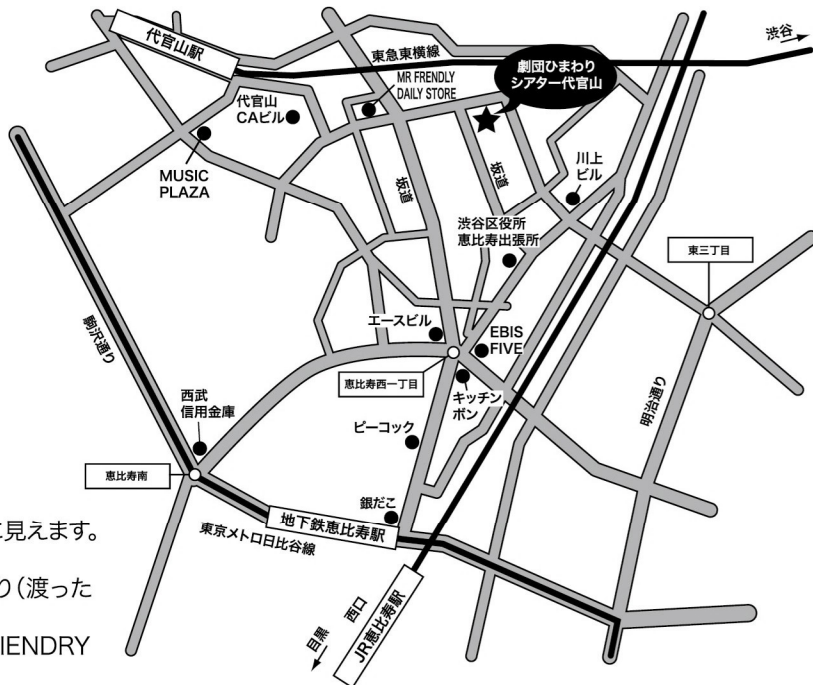 代官山駅
東急東横線
渋谷
劇団ひまわり
シアター代官山
MR FRENDLY
DAILY STORE
代官山
CAビル
MUSIC
PLAZA
坂道
坂道
川上
ビル
渋谷区役所
恵比寿出張所
東三丁目
駒沢通り
エースビル
EBIS
FIVE
恵比寿西一丁目
キッチン
ボン
明治通り
西武
信用金庫
ピーコック
恵比寿南
銀だこ
地下鉄恵比寿駅
東京メトロ日比谷線
に見えます。
り(渡った
IENDRY
西口
JR恵比寿駅
目黒